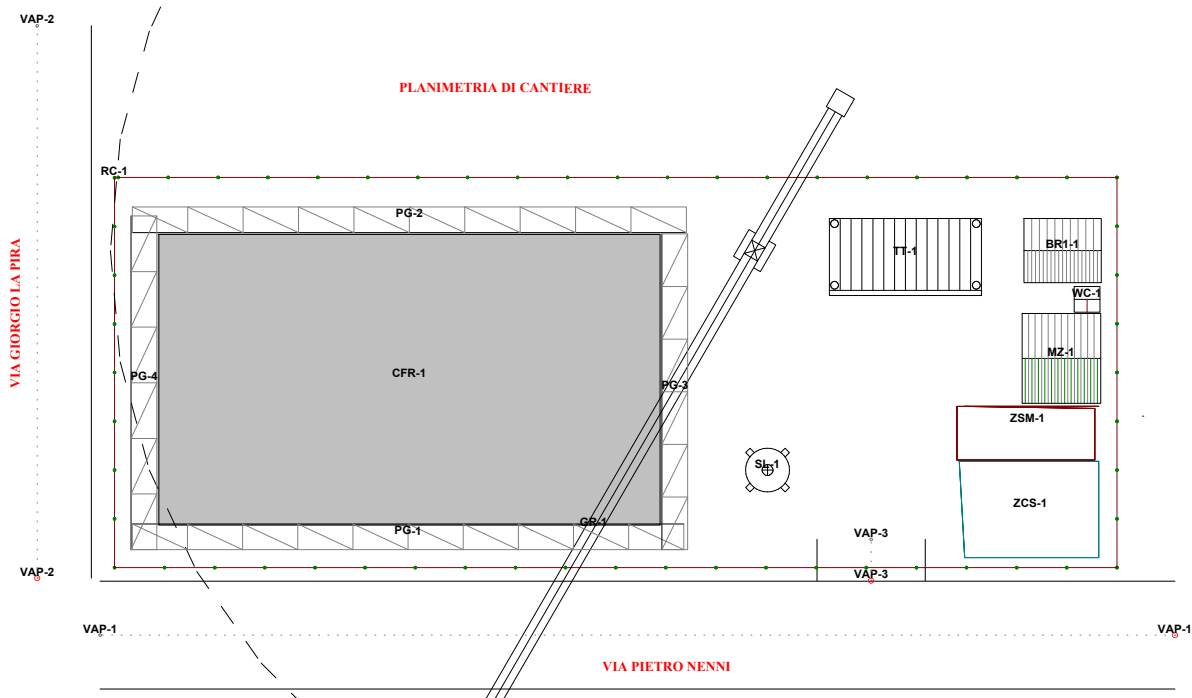 VAP-2
PLANIMETRIA DI CANTIERE
RC-1
PG-2
VIA GIORGIO LA PIRA
TT-1
BR1-1
WC-1
MZ-1
PG-4
CFR-1
PG-3
ZSM-1
SL-1
ZCS-1
GR-1
PG-1
VAP-3
VAP-2
VAP-3
VAP-1
VAP-1
VIA PIETRO NENNI